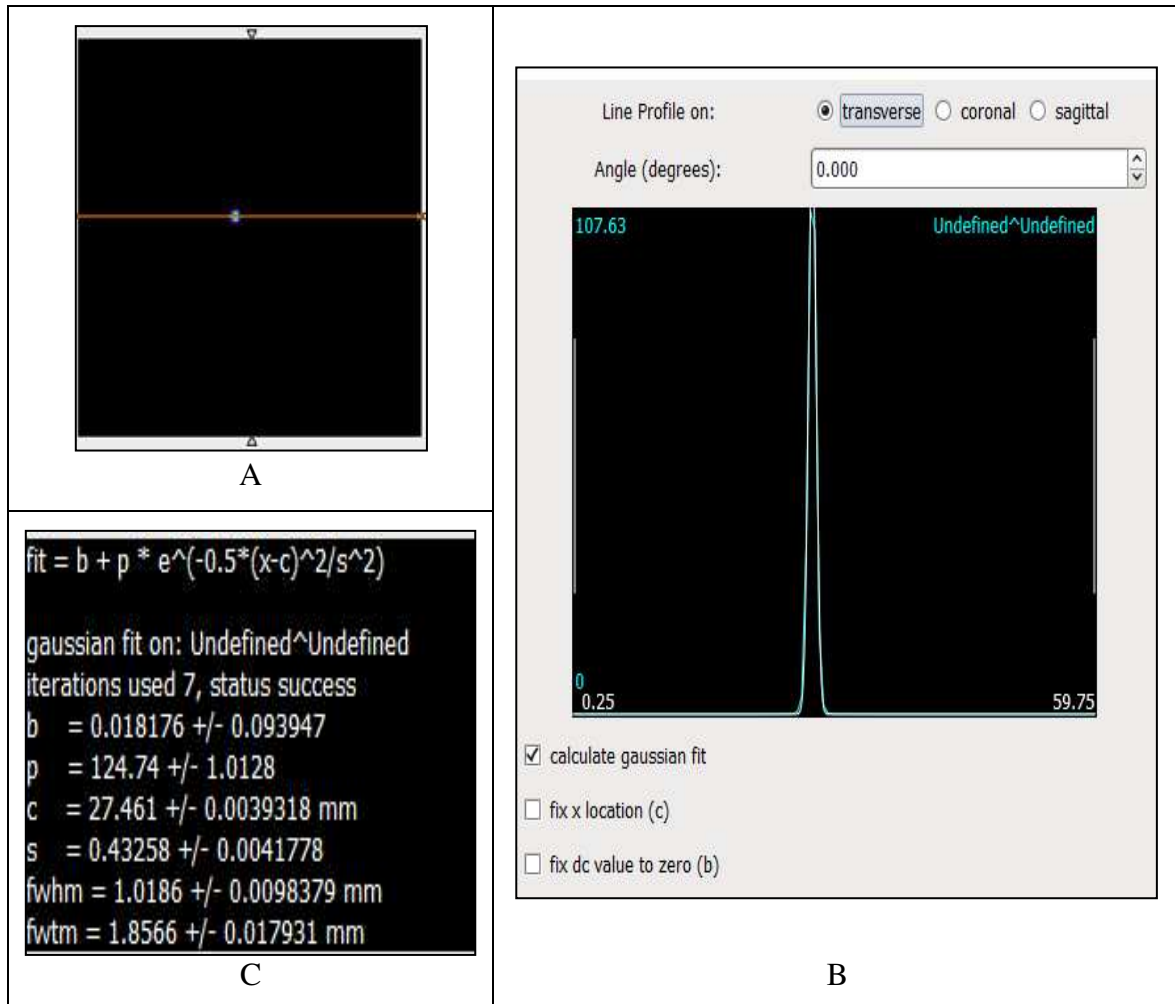 A
Line Profile on: transverse coronal sagittal
Angle (degrees): 0.000
107.63 Undefined^Undefined
0
0.25 59.75
calculate gaussian fit
fix x location (c)
fix dc value to zero (b)
B
fit = b + p * e^(-0.5*(x-c)^2/s^2)
gaussian fit on: Undefined^Undefined
iterations used 7, status success
b = 0.018176 +/- 0.093947
p = 124.74 +/- 1.0128
c = 27.461 +/- 0.0039318 mm
s = 0.43258 +/- 0.0041778
fwhm = 1.0186 +/- 0.0098379 mm
fwtm = 1.8566 +/- 0.017931 mm
C